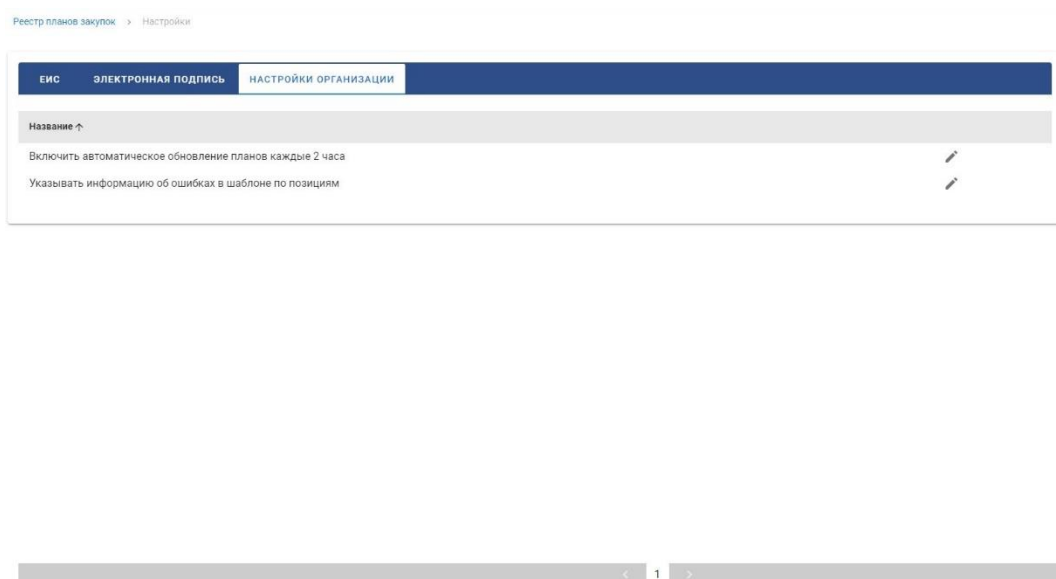 Реестр планов закупок > Настройки
ЕИС ЭЛЕКТРОННАЯ ПОДПИСЬ НАСТРОЙКИ ОРГАНИЗАЦИИ
Название ↑
Включить автоматическое обновление планов каждые 2 часа
Указывать информацию об ошибках в шаблоне по позициям
< 1 >